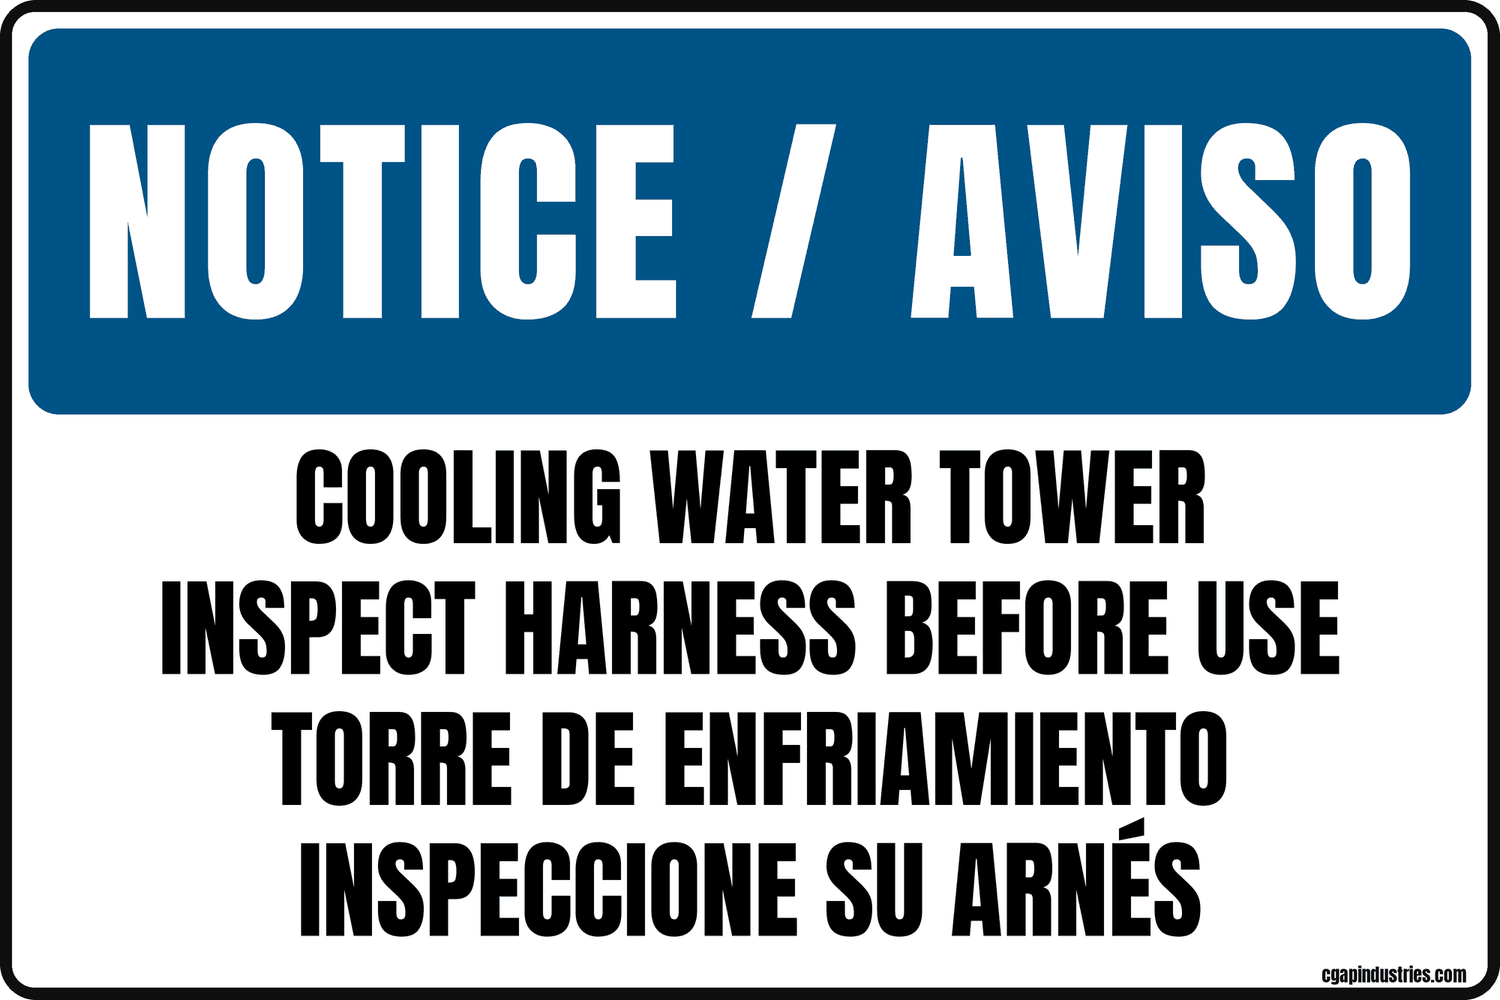 NOTICE / AVISO
COOLING WATER TOWER
INSPECT HARNESS BEFORE USE
TORRE DE ENFRIAMIENTO
INSPECCIONE SU ARNÉS
cgapindustries.com